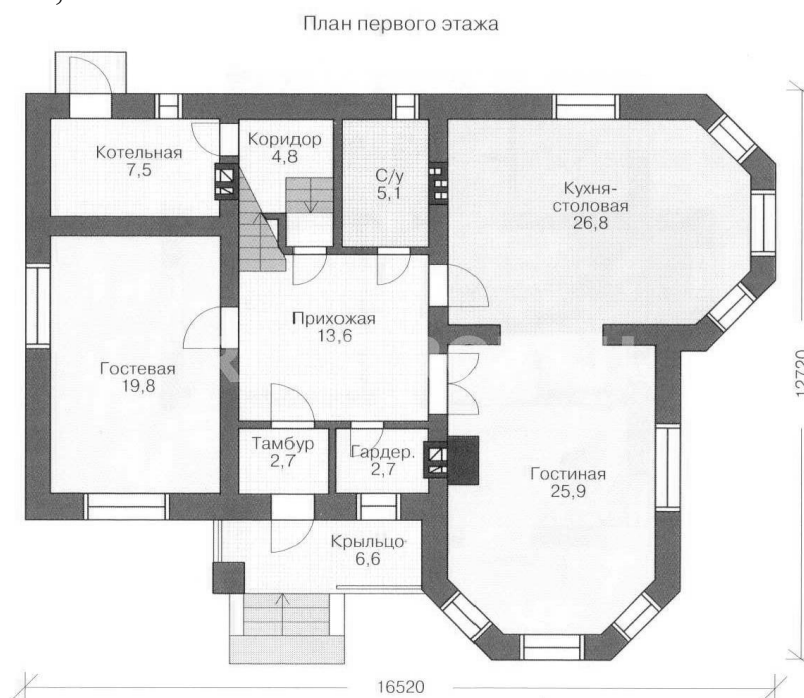 План первого этажа
Котельная
7,5
Коридор
4,8
С/у
5,1
Кухня-
столовая
26,8
Прихожая
13,6
Гостевая
19,8
Тамбур
2,7
Гардер.
2,7
Гостиная
25,9
Крыльцо
6,6
12720
16520